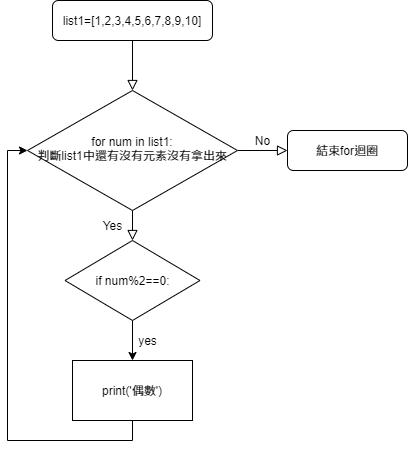 list1=[1,2,3,4,5,6,7,8,9,10]
for num in list1:
判斷list1中還有沒有元素沒有拿出來
No
結束for迴圈
Yes
if num%2==0:
yes
print("偶數")